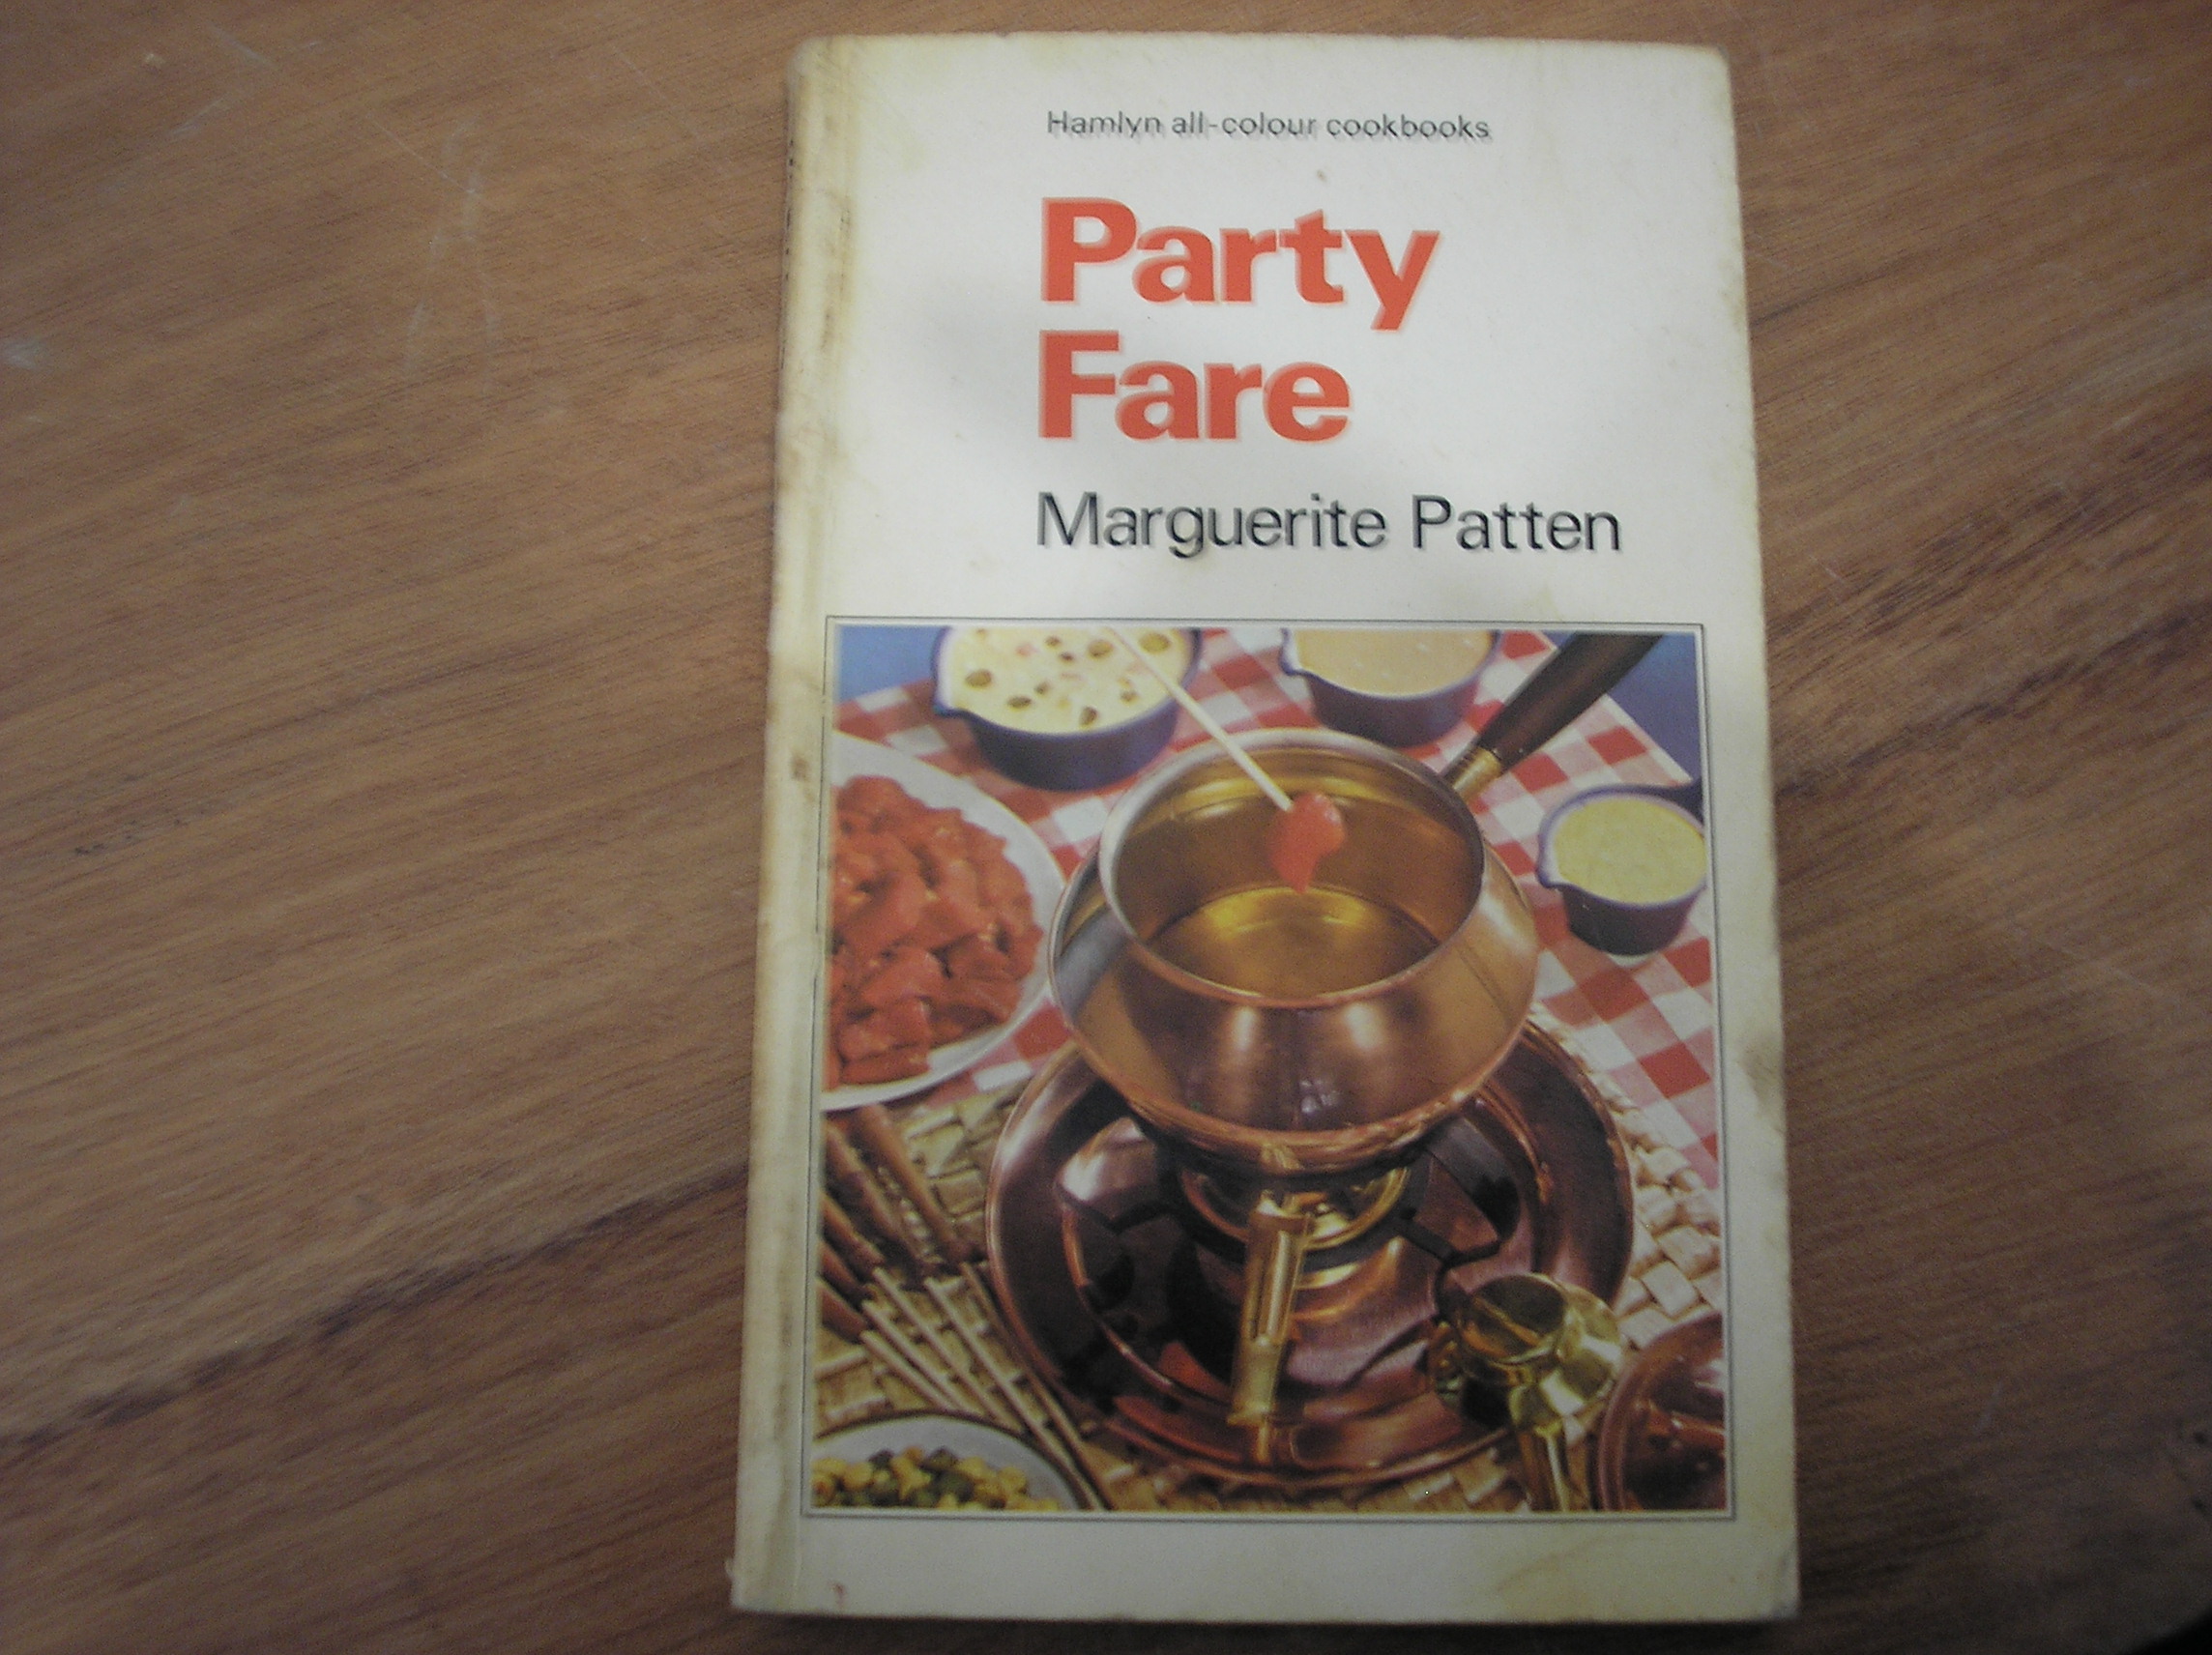 Hamlyn all-colour cookbooks
Party
Fare
Marguerite Patten